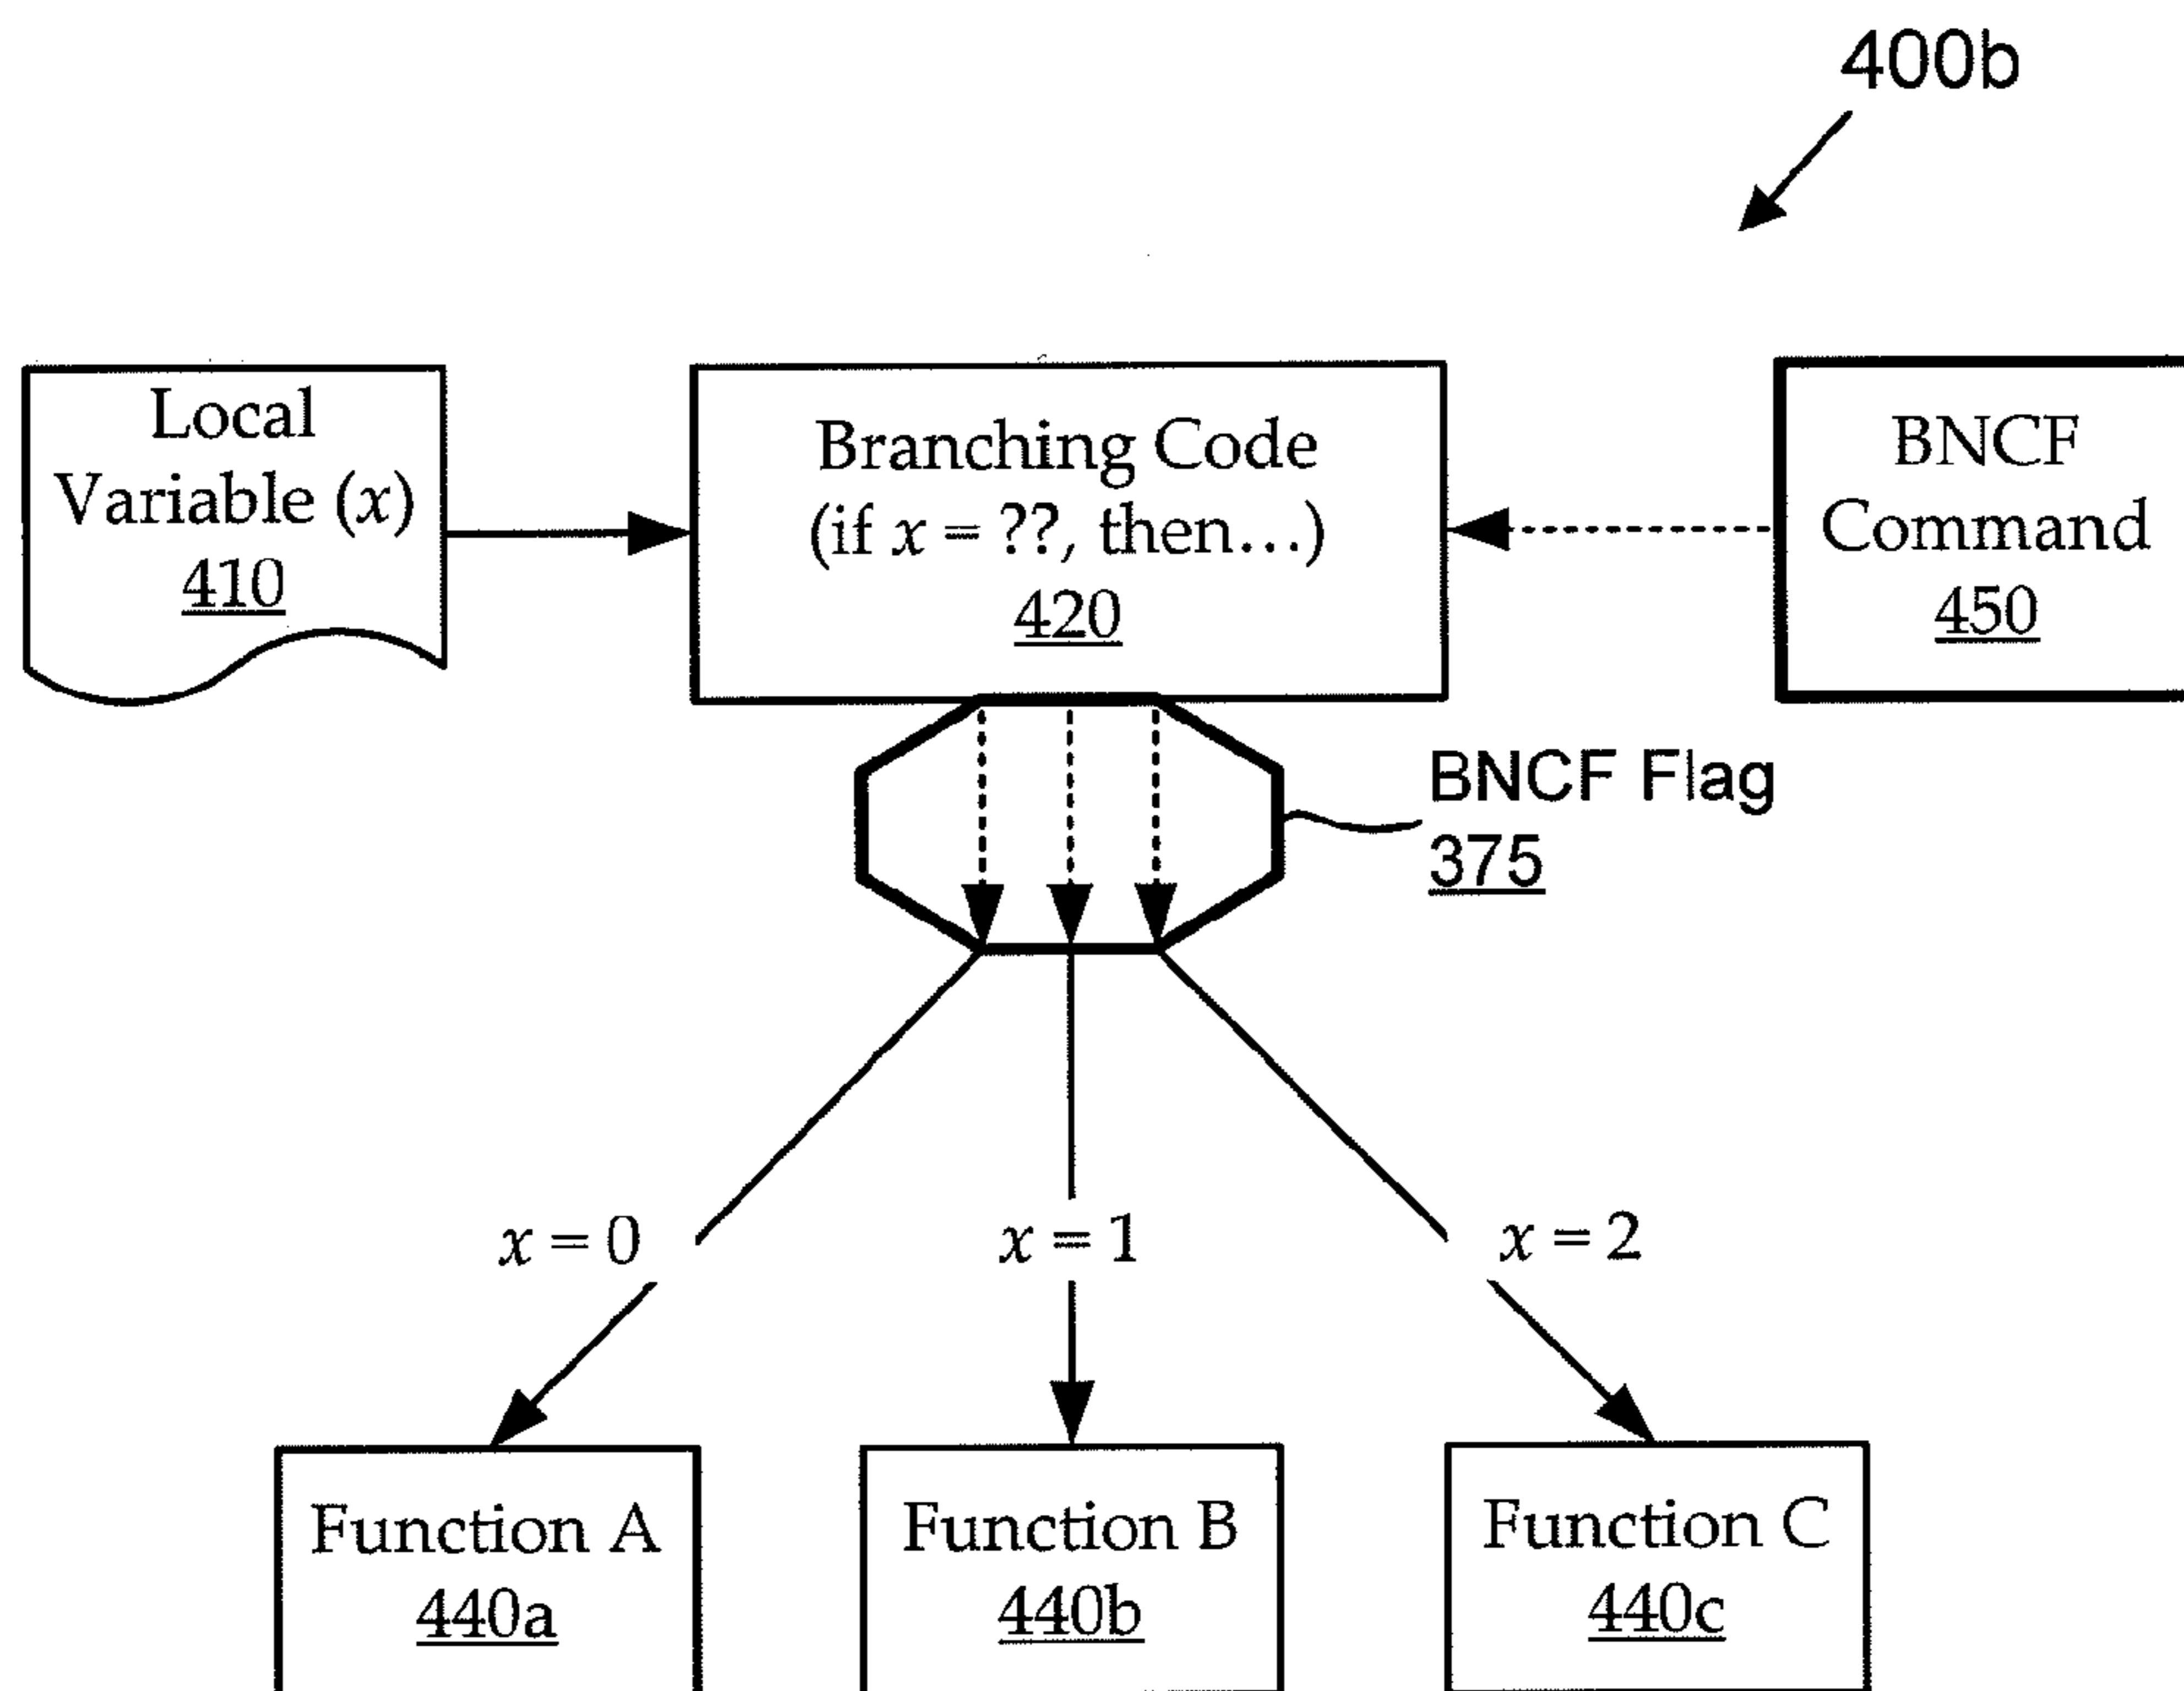 400b
Local
Variable (x)
410
Branching Code
(if x = ??, then...)
420
BNCF
Command
450
BNCF Flag
375
x = 0
x = 1
x = 2
Function A
440a
Function B
440b
Function C
440c